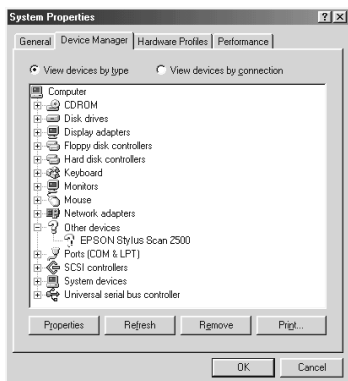 System Properties
General Device Manager Hardware Profiles Performance
View devices by type View devices by connection
Computer
CDROM
Disk drives
Display adapters
Floppy disk controllers
Hard disk controllers
Keyboard
Monitors
Mouse
Network adapters
Other devices
EPSON Stylus Scan 2500
Ports (COM & LPT)
SCSI controllers
System devices
Universal serial bus controller
Properties Refresh Remove Print...
OK Cancel